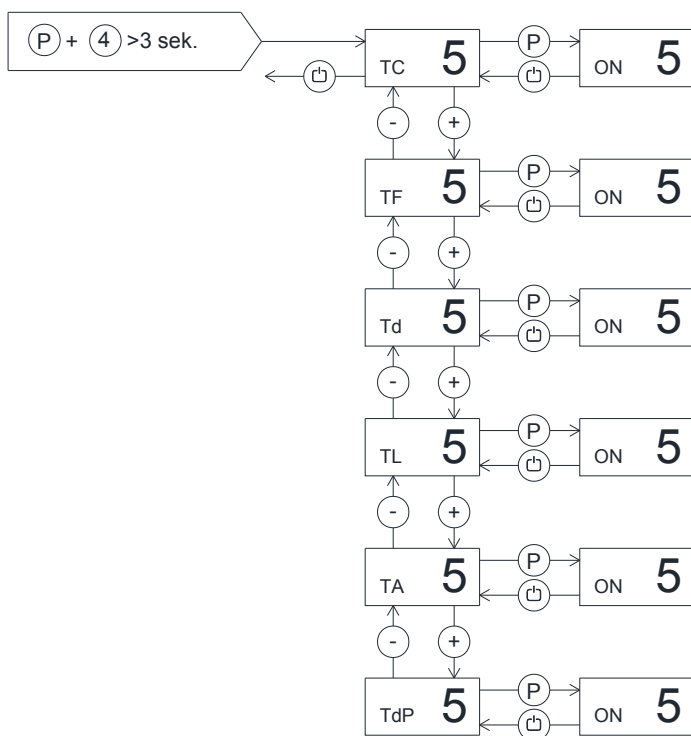 P + 4 >3 sek.
TC 5 P ON 5
- +
TF 5 P ON 5
- +
Td 5 P ON 5
- +
TL 5 P ON 5
- +
TA 5 P ON 5
- +
TdP 5 P ON 5